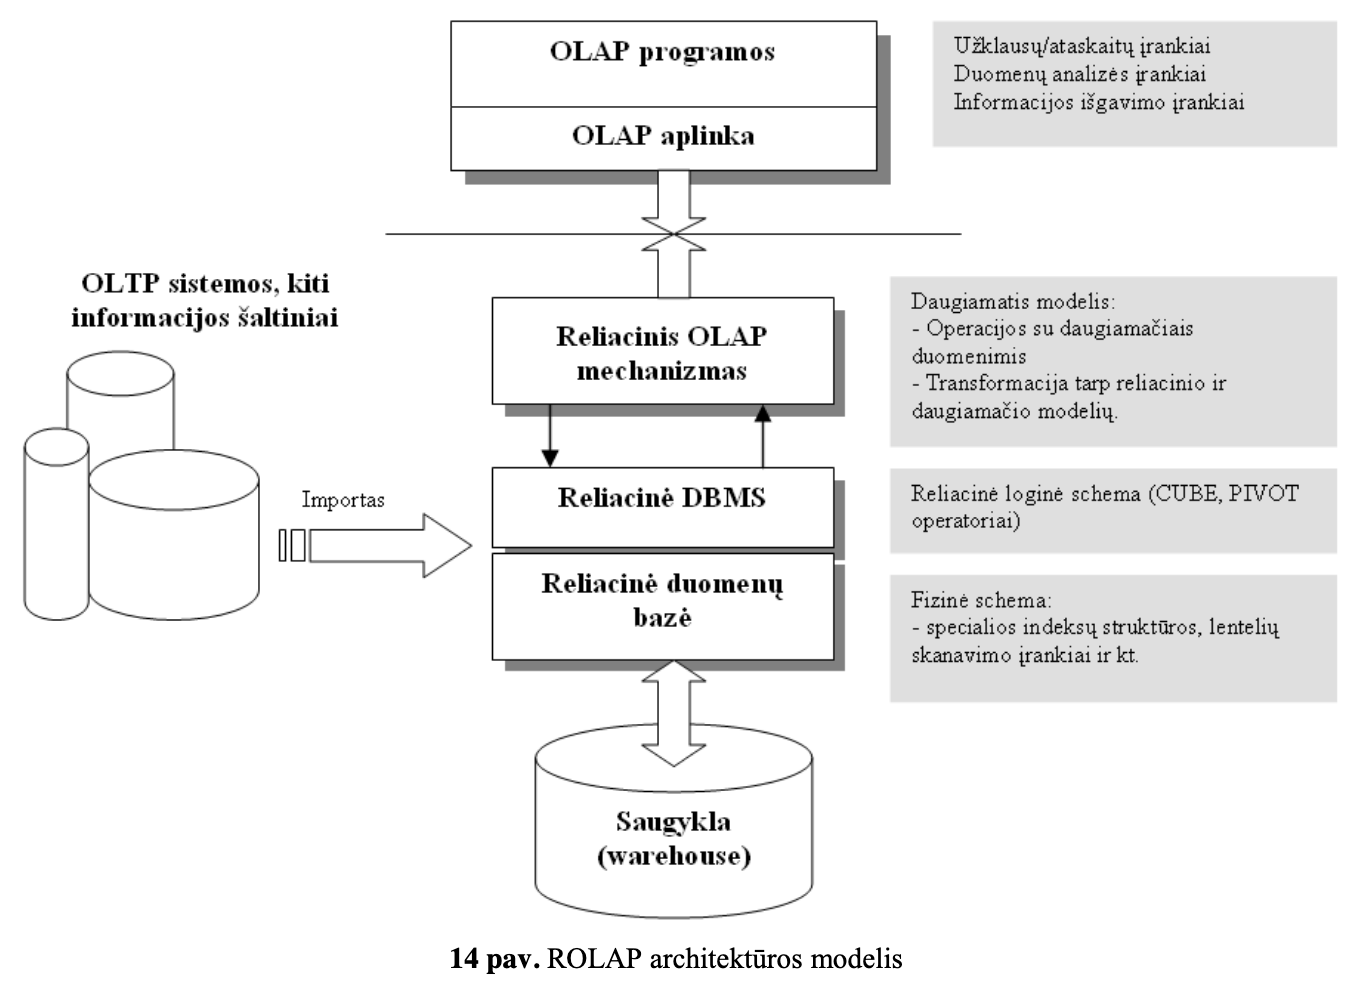 OLAP programos
OLAP aplinka
Užklausų/ataskaitų įrankiai
Duomenų analizės įrankiai
Informacijos išgavimo įrankiai
OLTP sistemos, kiti
informacijos šaltiniai
Reliacinis OLAP
mechanizmas
Daugiamatis modelis:
- Operacijos su daugiamačiais
duomenimis
- Transformacija tarp reliacinio ir
daugiamačio modelių.
Importas
Reliacinė DBMS
Reliacinė loginė schema (CUBE, PIVOT
operatoriai)
Reliacinė duomenų
bazė
Fizinė schema:
- specialios indeksų struktūros, lentelių
skanavimo įrankiai ir kt.
Saugykla
(warehouse)
14 pav. ROLAP architektūros modelis